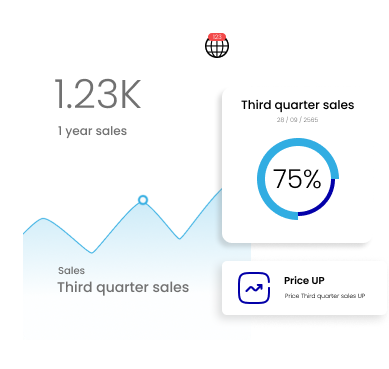 123
1.23K
1 year sales
Third quarter sales
28 / 09 / 2565
75%
Sales
Third quarter sales
Price UP
Price Third quarter sales UP